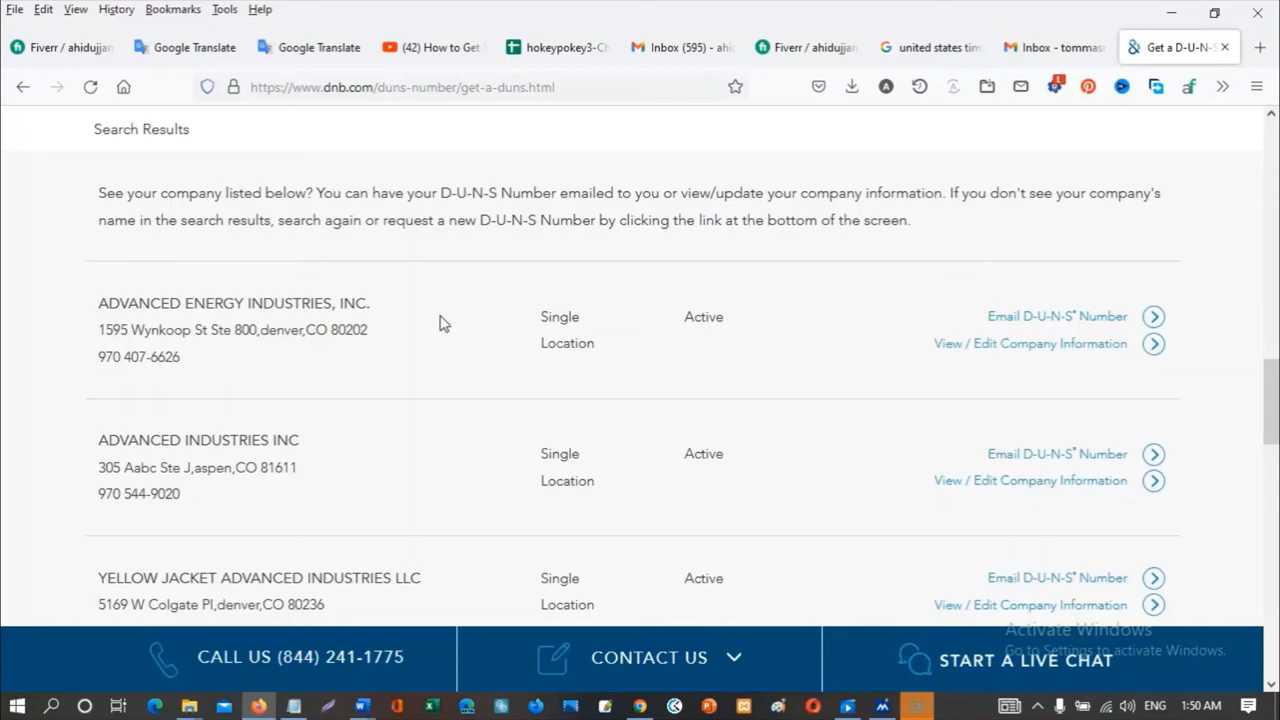 File Edit View History Bookmarks Tools Help
Fiverr / ahidujjan Google Translate Google Translate (42) How to Get hokeypokey3-Ch Inbox (595) - ahi Fiverr / ahidujjan united states tim Inbox - tommas Get a D-U-N-S
https://www.dnb.com/duns-number/get-a-duns.html
Search Results
See your company listed below? You can have your D-U-N-S Number emailed to you or view/update your company information. If you don't see your company's
name in the search results, search again or request a new D-U-N-S Number by clicking the link at the bottom of the screen.
ADVANCED ENERGY INDUSTRIES, INC.
1595 Wynkoop St Ste 800,denver,CO 80202
970 407-6626
Single
Location
Active
Email D-U-N-S® Number
View / Edit Company Information
ADVANCED INDUSTRIES INC
305 Aabc Ste J,aspen,CO 81611
970 544-9020
Single
Location
Active
Email D-U-N-S® Number
View / Edit Company Information
YELLOW JACKET ADVANCED INDUSTRIES LLC
5169 W Colgate Pl,denver,CO 80236
Single
Location
Active
Email D-U-N-S® Number
View / Edit Company Information
Activate Windows
Go to Settings to activate Windows.
CALL US (844) 241-1775
CONTACT US
START A LIVE CHAT
ENG 1:50 AM